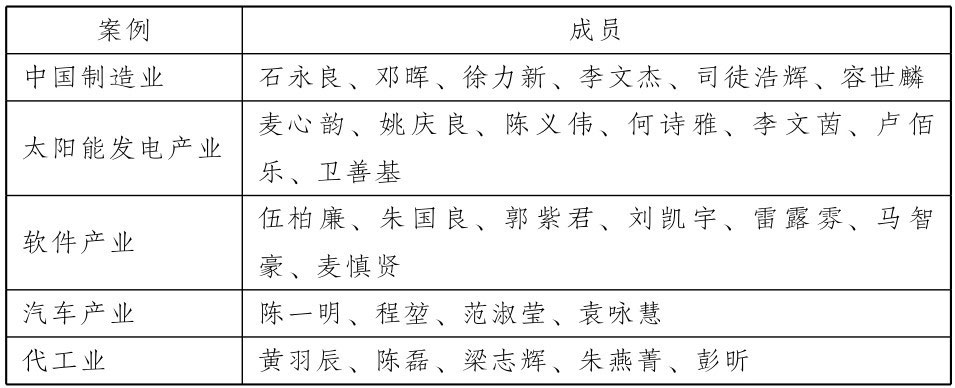 案例 成员
中国制造业 石永良、邓晖、徐力新、李文杰、司徒浩辉、容世麟
太阳能发电产业 麦心韵、姚庆良、陈义伟、何诗雅、李文茵、卢佰
乐、卫善基
软件产业 伍柏廉、朱国良、郭紫君、刘凯宇、雷露雰、马智
豪、麦慎贤
汽车产业 陈一明、程堃、范淑莹、袁咏慧
代工业 黄羽辰、陈磊、梁志辉、朱燕菁、彭昕